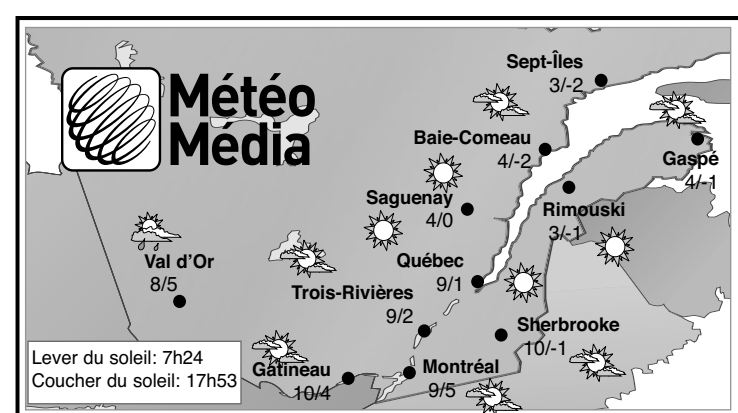 Météo
Média
Sept-Îles
3/-2
Baie-Comeau
4/-2
Gaspé
4/-1
Saguenay
4/0
Rimouski
3/-1
Val d'Or
8/5
Québec
9/1
Trois-Rivières
9/2
Sherbrooke
10/-1
Gatineau
10/4
Montréal
9/5
Lever du soleil: 7h24
Coucher du soleil: 17h53